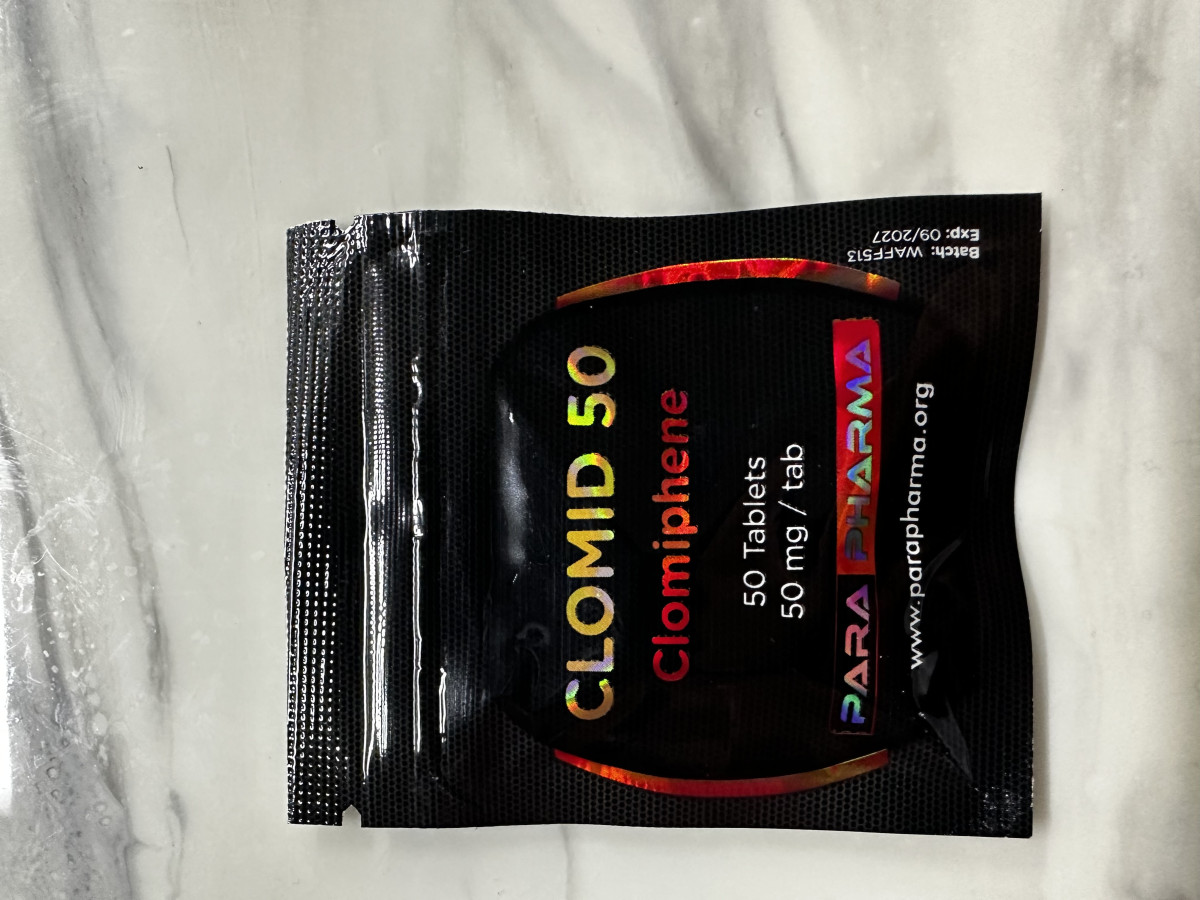 CLOMID 50
Clomiphene
50 Tablets
50 mg / tab
PARA PHARMA
www.parapharma.org
Batch: WAFF513
Exp: 09/2027